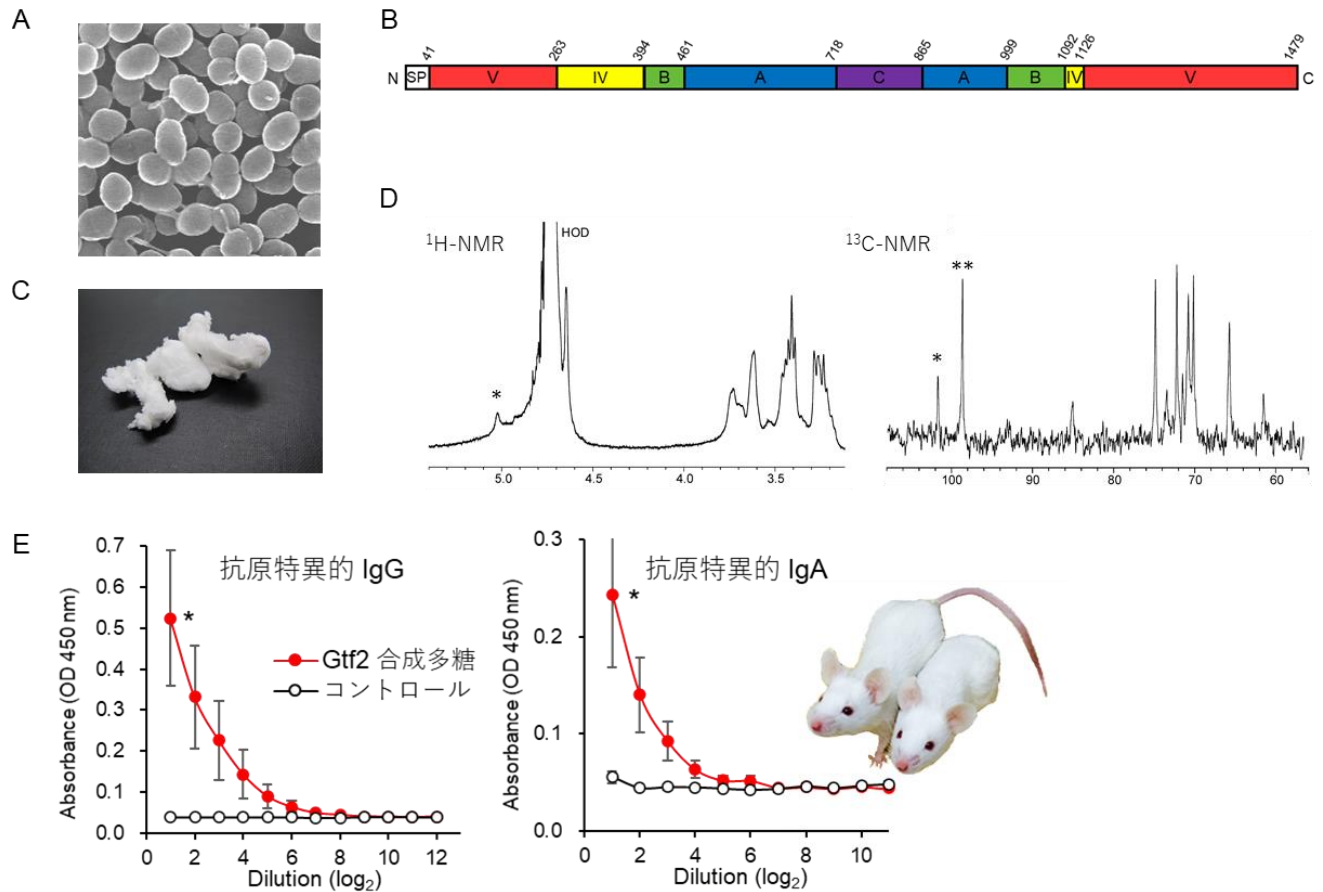 A
B
41
263
394
461
718
865
999
1092
1126
1479
N
SP
V
IV
B
A
C
A
B
IV
V
C
C
D
¹H-NMR
HOD
*
5.0
4.5
4.0
3.5
¹³C-NMR
**
*
100
90
80
70
60
E
抗原特異的 IgG
Absorbance (OD 450 nm)
0.7
0.6
0.5
0.4
0.3
0.2
0.1
0.0
*
Gtf2 合成多糖
コントロール
0
2
4
6
8
10
12
Dilution (log₂)
抗原特異的 IgA
Absorbance (OD 450 nm)
0.3
0.2
0.1
0.0
*
0
2
4
6
8
10
Dilution (log₂)